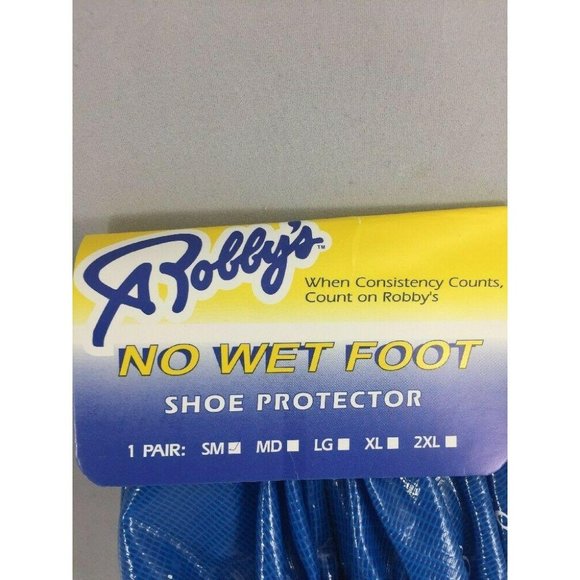 Robby's™
When Consistency Counts,
Count on Robby's
NO WET FOOT
SHOE PROTECTOR
1 PAIR: SM ☑ MD ■ LG ■ XL ■ 2XL ■